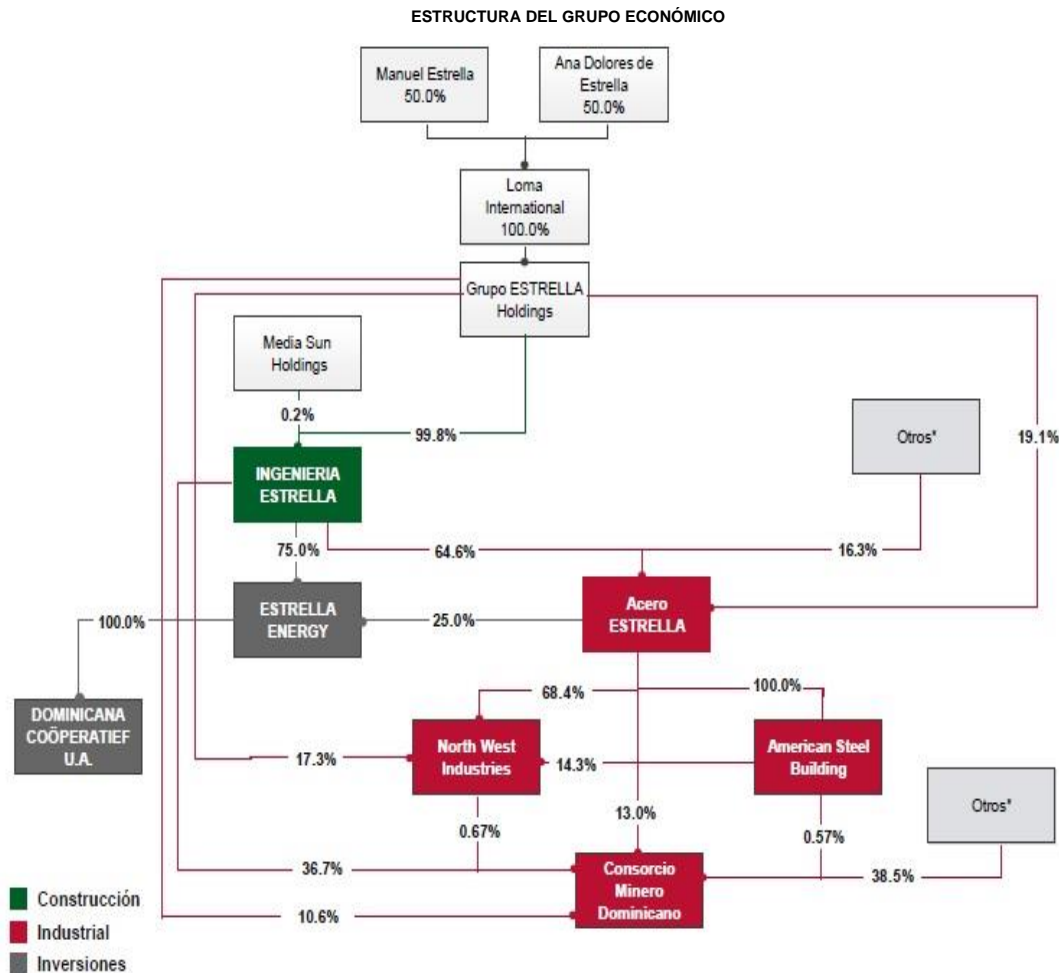 ESTRUCTURA DEL GRUPO ECONÓMICO
Manuel Estrella
50.0%
Ana Dolores de
Estrella
50.0%
Loma
International
100.0%
Grupo ESTRELLA
Holdings
Media Sun
Holdings
0.2%
99.8%
Otros*
19.1%
INGENIERIA
ESTRELLA
75.0%
64.6%
16.3%
ESTRELLA
ENERGY
100.0%
25.0%
Acero
ESTRELLA
68.4%
100.0%
DOMINICANA
COÖPERATIEF
U.A.
17.3%
North West
Industries
14.3%
American Steel
Building
13.0%
Otros*
0.67%
0.57%
36.7%
Consorcio
Minero
Dominicano
38.5%
10.6%
Construcción
Industrial
Inversiones